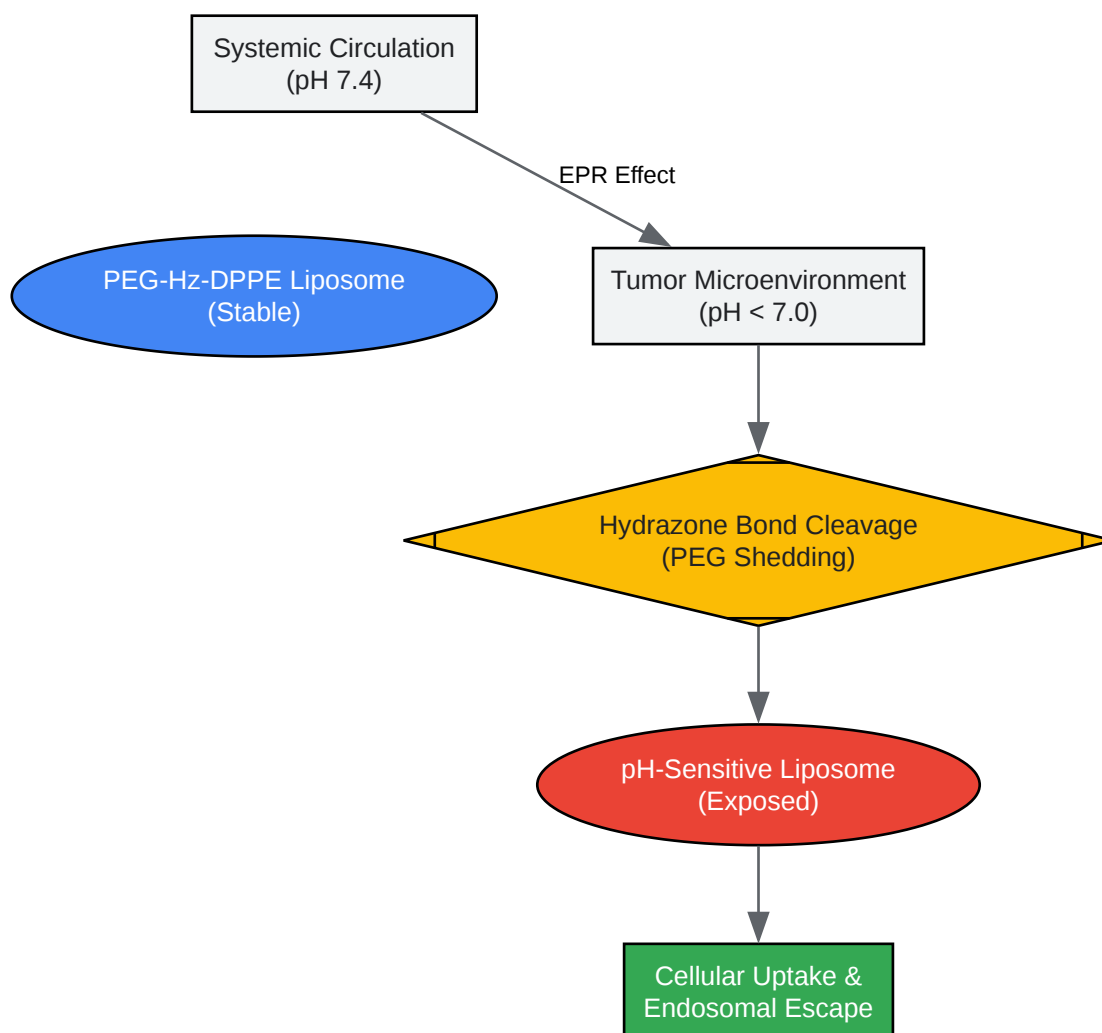 Systemic Circulation
(pH 7.4)
EPR Effect
PEG-Hz-DPPE Liposome
(Stable)
Tumor Microenvironment
(pH < 7.0)
Hydrazone Bond Cleavage
(PEG Shedding)
pH-Sensitive Liposome
(Exposed)
Cellular Uptake &
Endosomal Escape